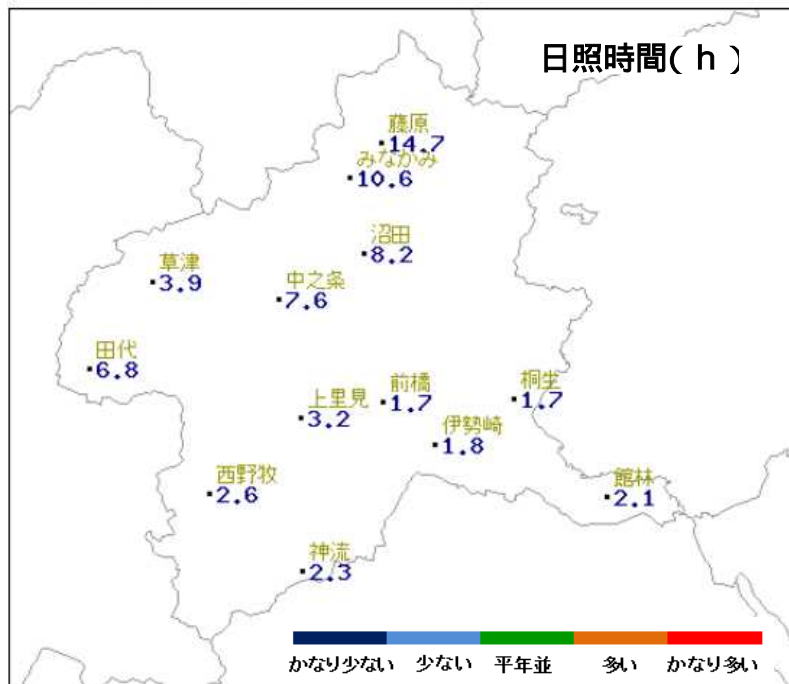 日照時間(h)
藤原
14.7
みなかみ
10.6
沼田
8.2
草津
3.9
中之条
7.6
田代
6.8
上里見
3.2
前橋
1.7
桐生
1.7
伊勢崎
1.8
西野牧
2.6
館林
2.1
神流
2.3
かなり少ない 少ない 平年並 多い かなり多い